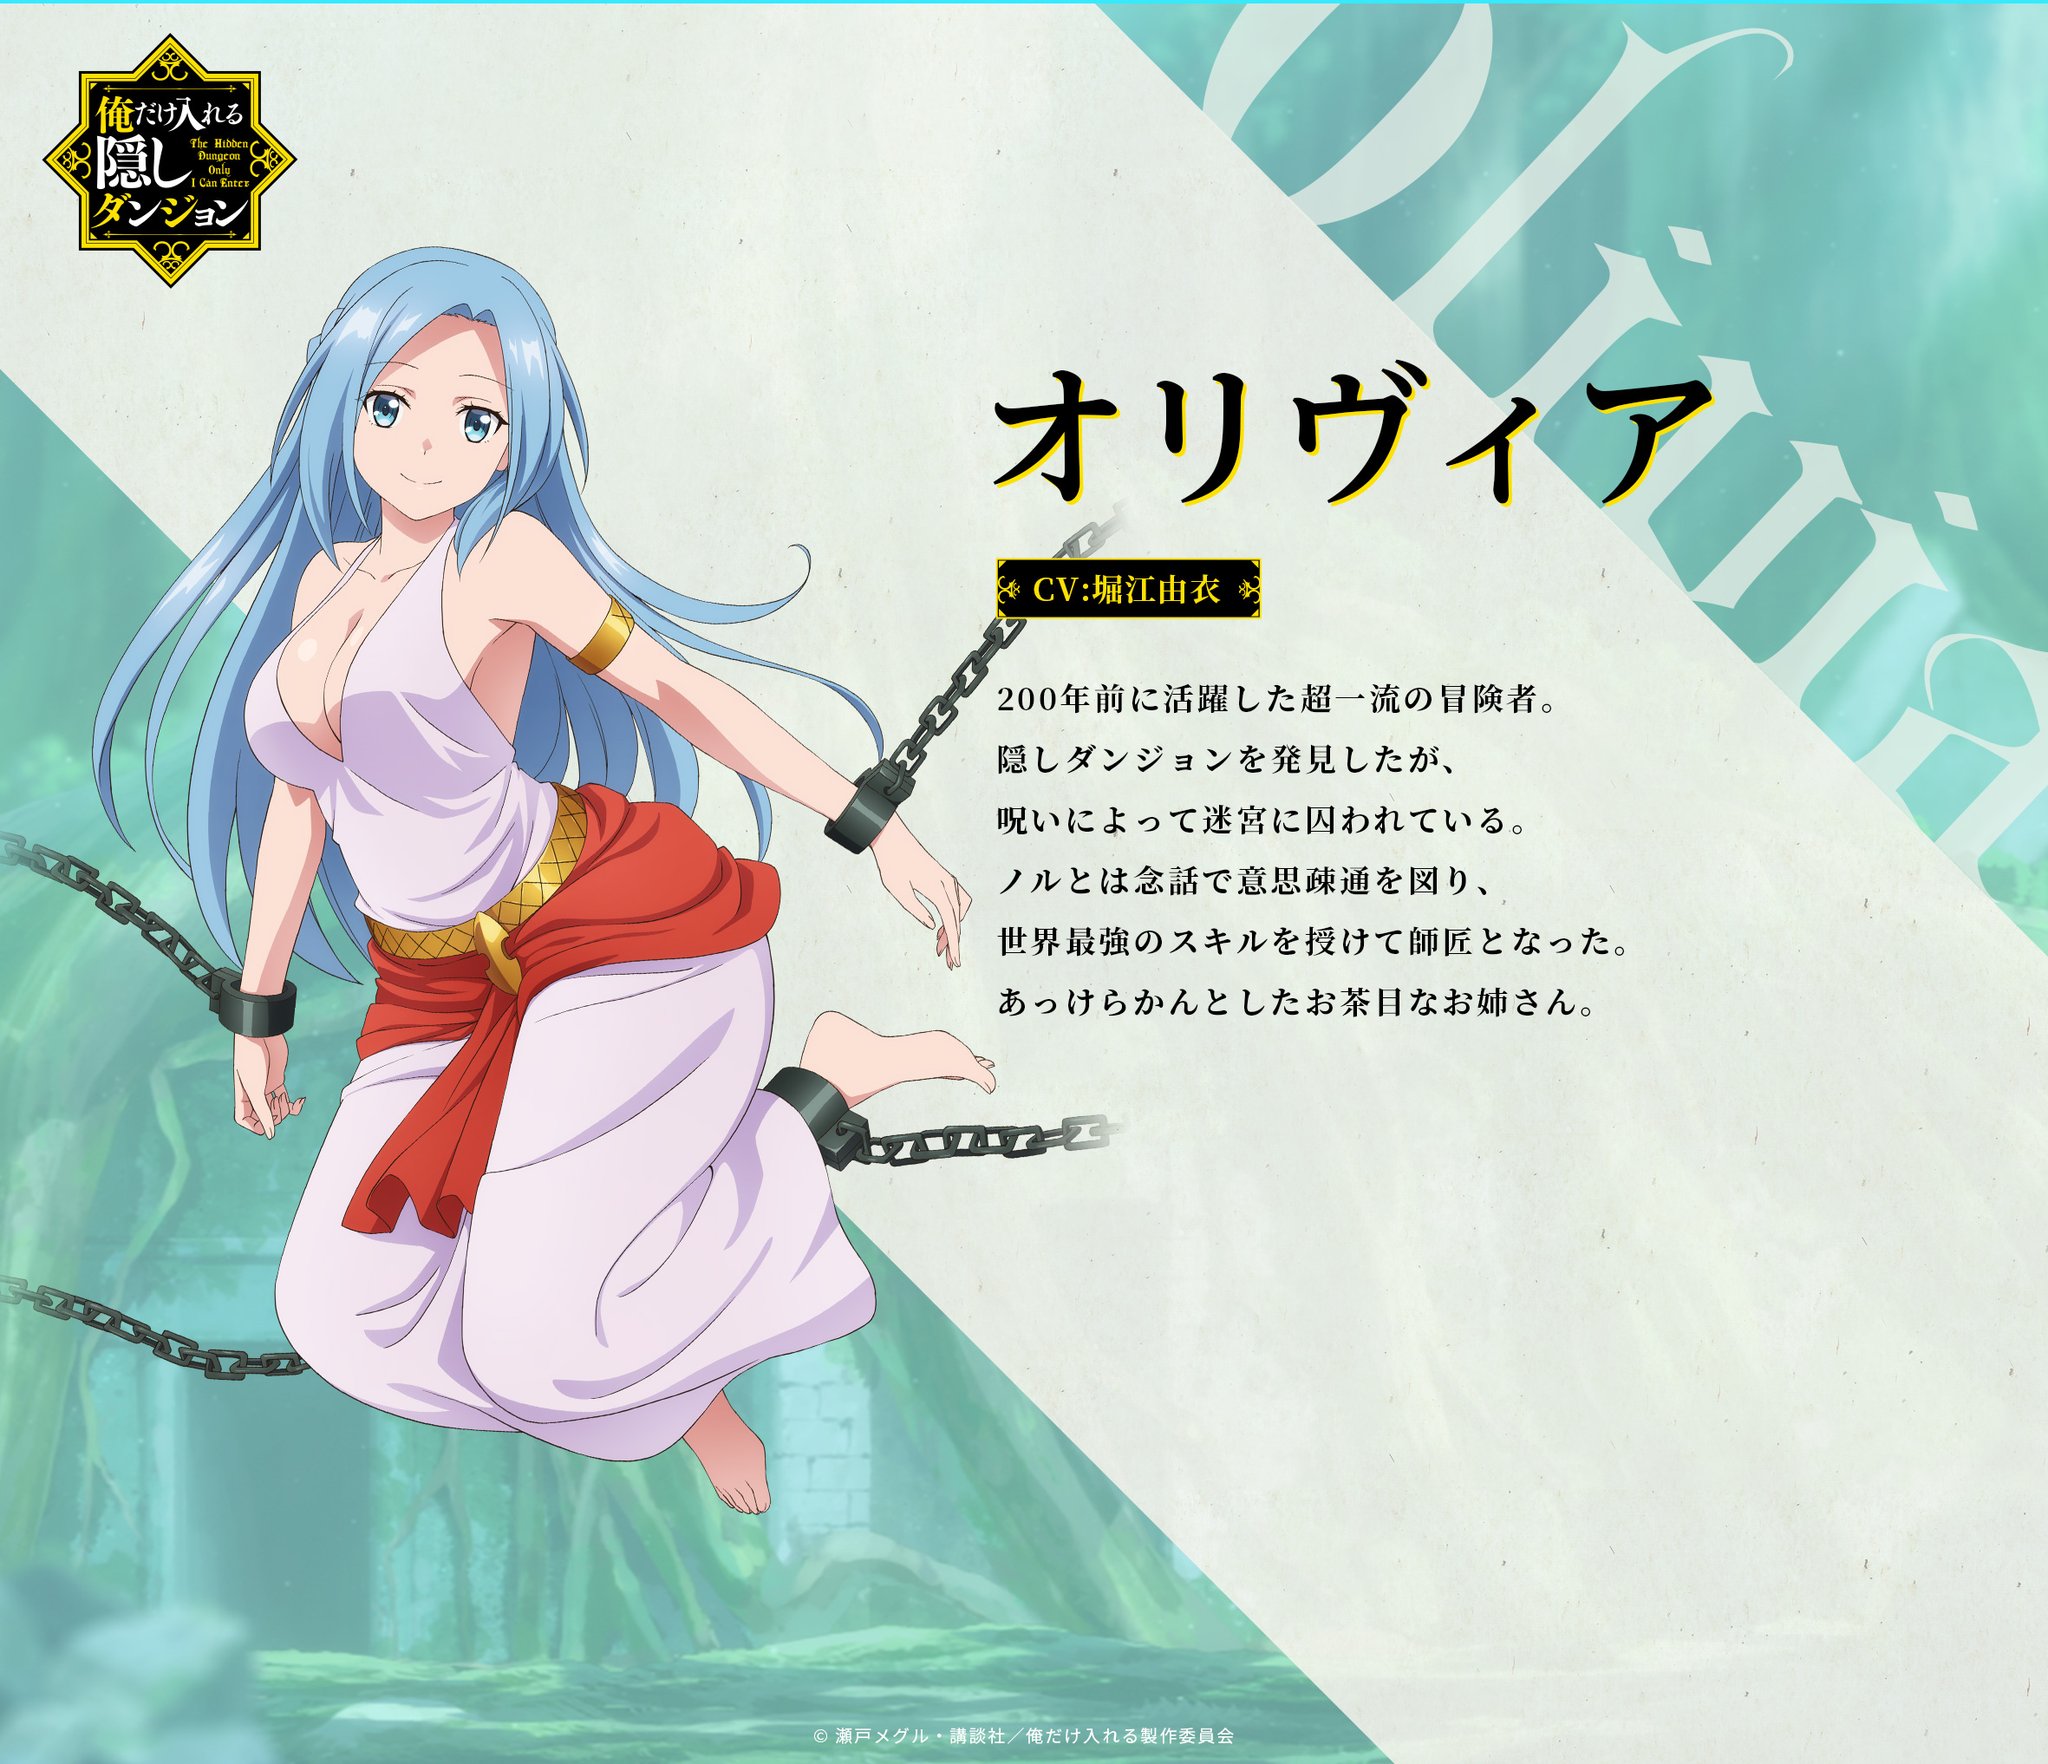 俺だけ入れる
隠し
The Hidden
Dungeon
Only
I Can Enter
ダンジョン
Olivia
オリヴィア
CV:堀江由衣
200年前に活躍した超一流の冒険者。
隠しダンジョンを発見したが、
呪いによって迷宮に囚われている。
ノルとは念話で意思疎通を図り、
世界最強のスキルを授けて師匠となった。
あっけらかんとしたお茶目なお姉さん。
© 瀬戸メグル・講談社／俺だけ入れる製作委員会